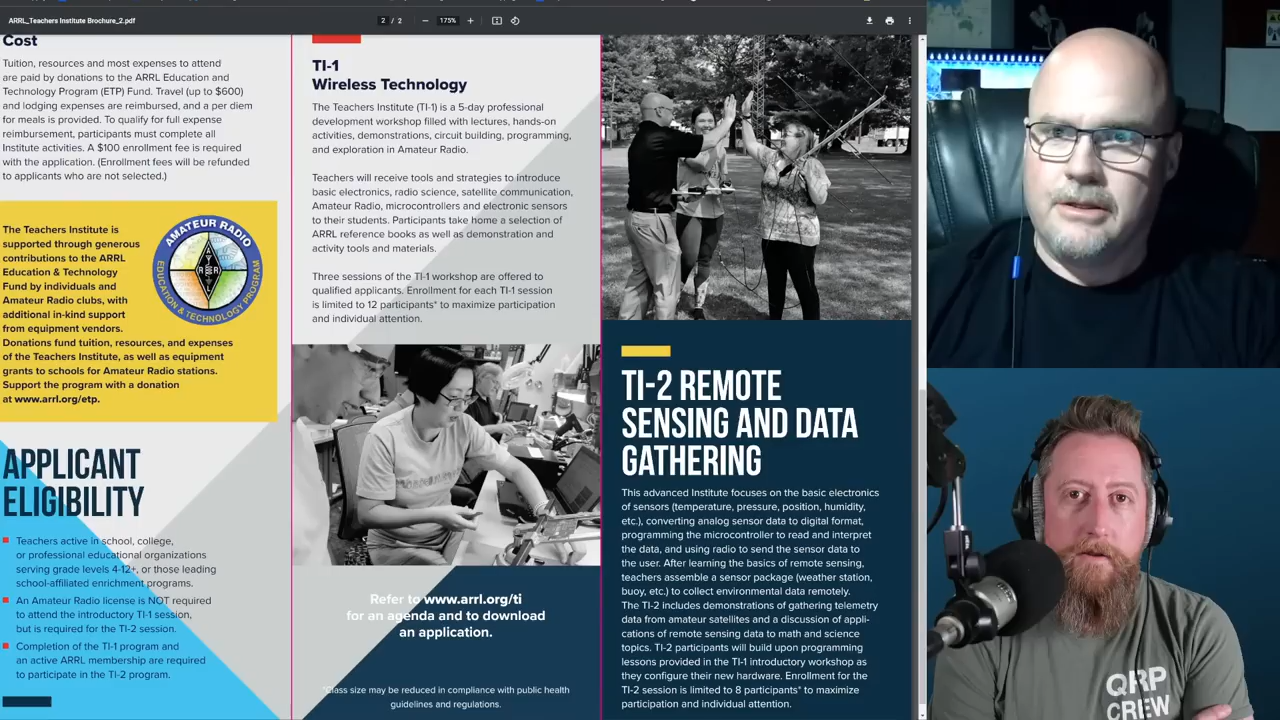 ARRL_Teachers Institute Brochure_2.pdf
2 / 2
175%
Cost
Tuition, resources and most expenses to attend
are paid by donations to the ARRL Education and
Technology Program (ETP) Fund. Travel (up to $600)
and lodging expenses are reimbursed, and a per diem
for meals is provided. To qualify for full expense
reimbursement, participants must complete all
Institute activities. A $100 enrollment fee is required
with the application. (Enrollment fees will be refunded
to applicants who are not selected.)
The Teachers Institute is
supported through generous
contributions to the ARRL
Education & Technology
Fund by individuals and
Amateur Radio clubs, with
additional in-kind support
from equipment vendors.
Donations fund tuition, resources, and expenses
of the Teachers Institute, as well as equipment
grants to schools for Amateur Radio stations.
Support the program with a donation
at www.arrl.org/etp.
AMATEUR RADIO
EDUCATION & TECHNOLOGY PROGRAM
APPLICANT
ELIGIBILITY
Teachers active in school, college,
or professional educational organizations
serving grade levels 4-12+, or those leading
school-affiliated enrichment programs.
An Amateur Radio license is NOT required
to attend the introductory TI-1 session,
but is required for the TI-2 session.
Completion of the TI-1 program and
an active ARRL membership are required
to participate in the TI-2 program.
TI-1
Wireless Technology
The Teachers Institute (TI-1) is a 5-day professional
development workshop filled with lectures, hands-on
activities, demonstrations, circuit building, programming,
and exploration in Amateur Radio.
Teachers will receive tools and strategies to introduce
basic electronics, radio science, satellite communication,
Amateur Radio, microcontrollers and electronic sensors
to their students. Participants take home a selection of
ARRL reference books as well as demonstration and
activity tools and materials.
Three sessions of the TI-1 workshop are offered to
qualified applicants. Enrollment for each TI-1 session
is limited to 12 participants* to maximize participation
and individual attention.
Refer to www.arrl.org/ti
for an agenda and to download
an application.
*Class size may be reduced in compliance with public health
guidelines and regulations.
TI-2 REMOTE
SENSING AND DATA
GATHERING
This advanced Institute focuses on the basic electronics
of sensors (temperature, pressure, position, humidity,
etc.), converting analog sensor data to digital format,
programming the microcontroller to read and interpret
the data, and using radio to send the sensor data to
the user. After learning the basics of remote sensing,
teachers assemble a sensor package (weather station,
buoy, etc.) to collect environmental data remotely.
The TI-2 includes demonstrations of gathering telemetry
data from amateur satellites and a discussion of appli-
cations of remote sensing data to math and science
topics. TI-2 participants will build upon programming
lessons provided in the TI-1 introductory workshop as
they configure their new hardware. Enrollment for the
TI-2 session is limited to 8 participants* to maximize
participation and individual attention.
QRP
CREW